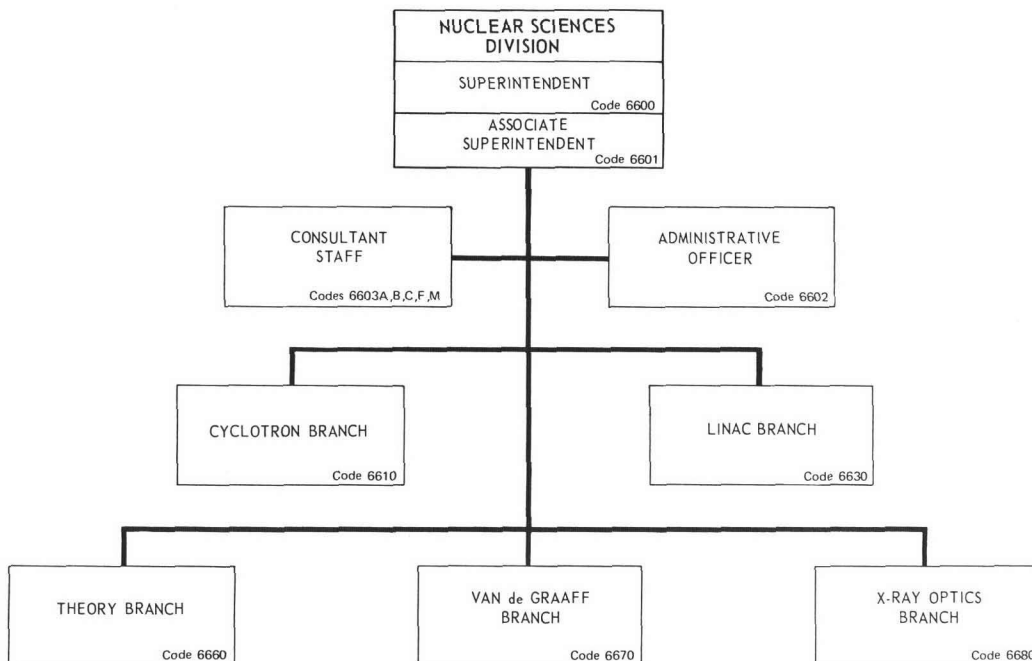 NUCLEAR SCIENCES
DIVISION
SUPERINTENDENT
Code 6600
ASSOCIATE
SUPERINTENDENT
Code 6601
CONSULTANT
STAFF
Codes 6603A,B,C,F,M
ADMINISTRATIVE
OFFICER
Code 6602
CYCLOTRON BRANCH
Code 6610
LINAC BRANCH
Code 6630
THEORY BRANCH
Code 6660
VAN de GRAAFF
BRANCH
Code 6670
X-RAY OPTICS
BRANCH
Code 6680